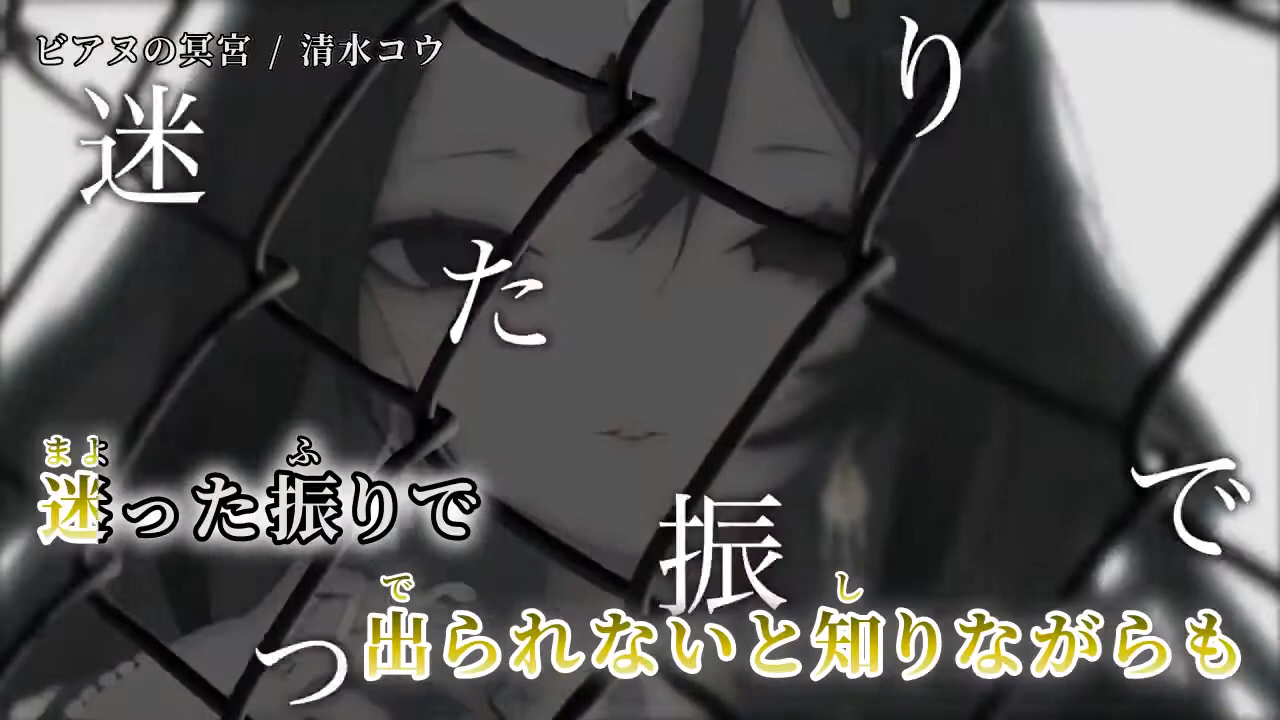 ビアヌの冥宮 / 清水コウ
迷った振りで
まよ
迷った振りで
ふ
出られないと知りながらも
で
し